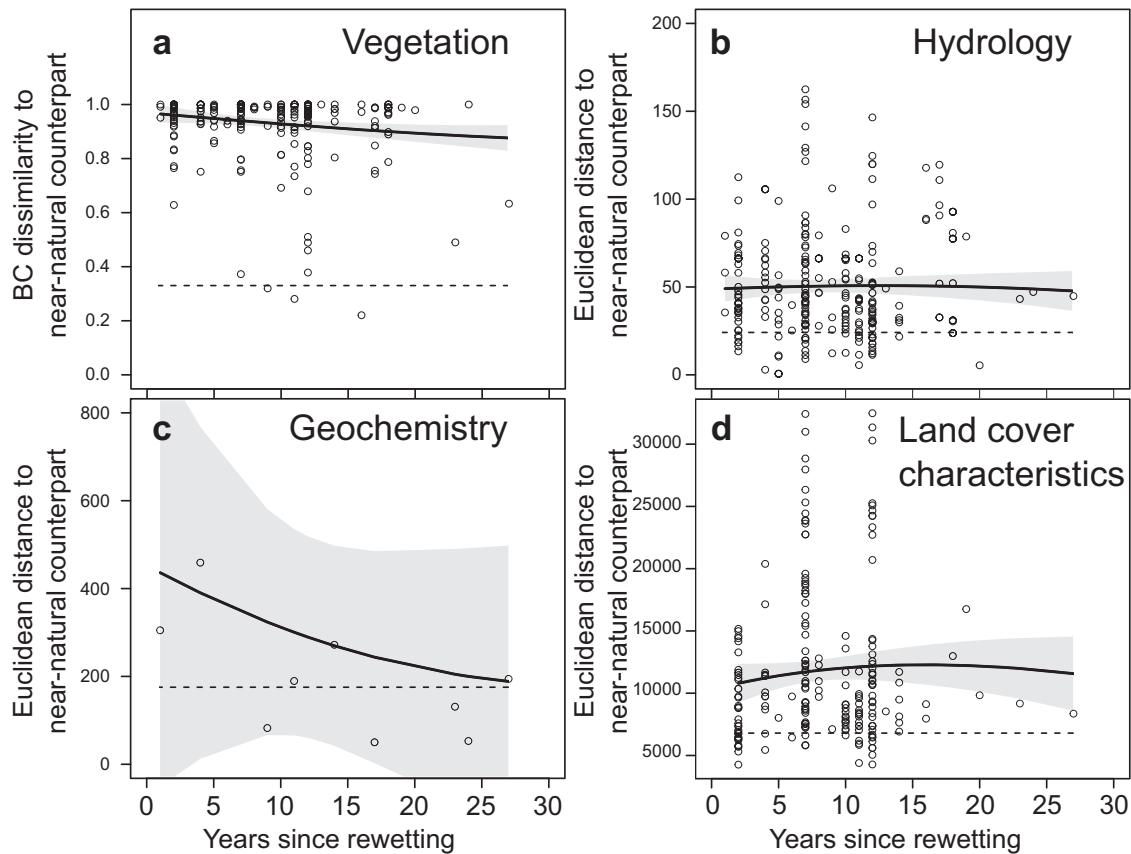 a Vegetation
BC dissimilarity to
near-natural counterpart
1.0
0.8
0.6
0.4
0.2
0.0
b Hydrology
Euclidean distance to
near-natural counterpart
200
150
100
50
0
c Geochemistry
Euclidean distance to
near-natural counterpart
800
600
400
200
0
0 5 10 15 20 25 30
Years since rewetting
d Land cover
characteristics
Euclidean distance to
near-natural counterpart
30000
25000
20000
15000
10000
5000
0 5 10 15 20 25 30
Years since rewetting